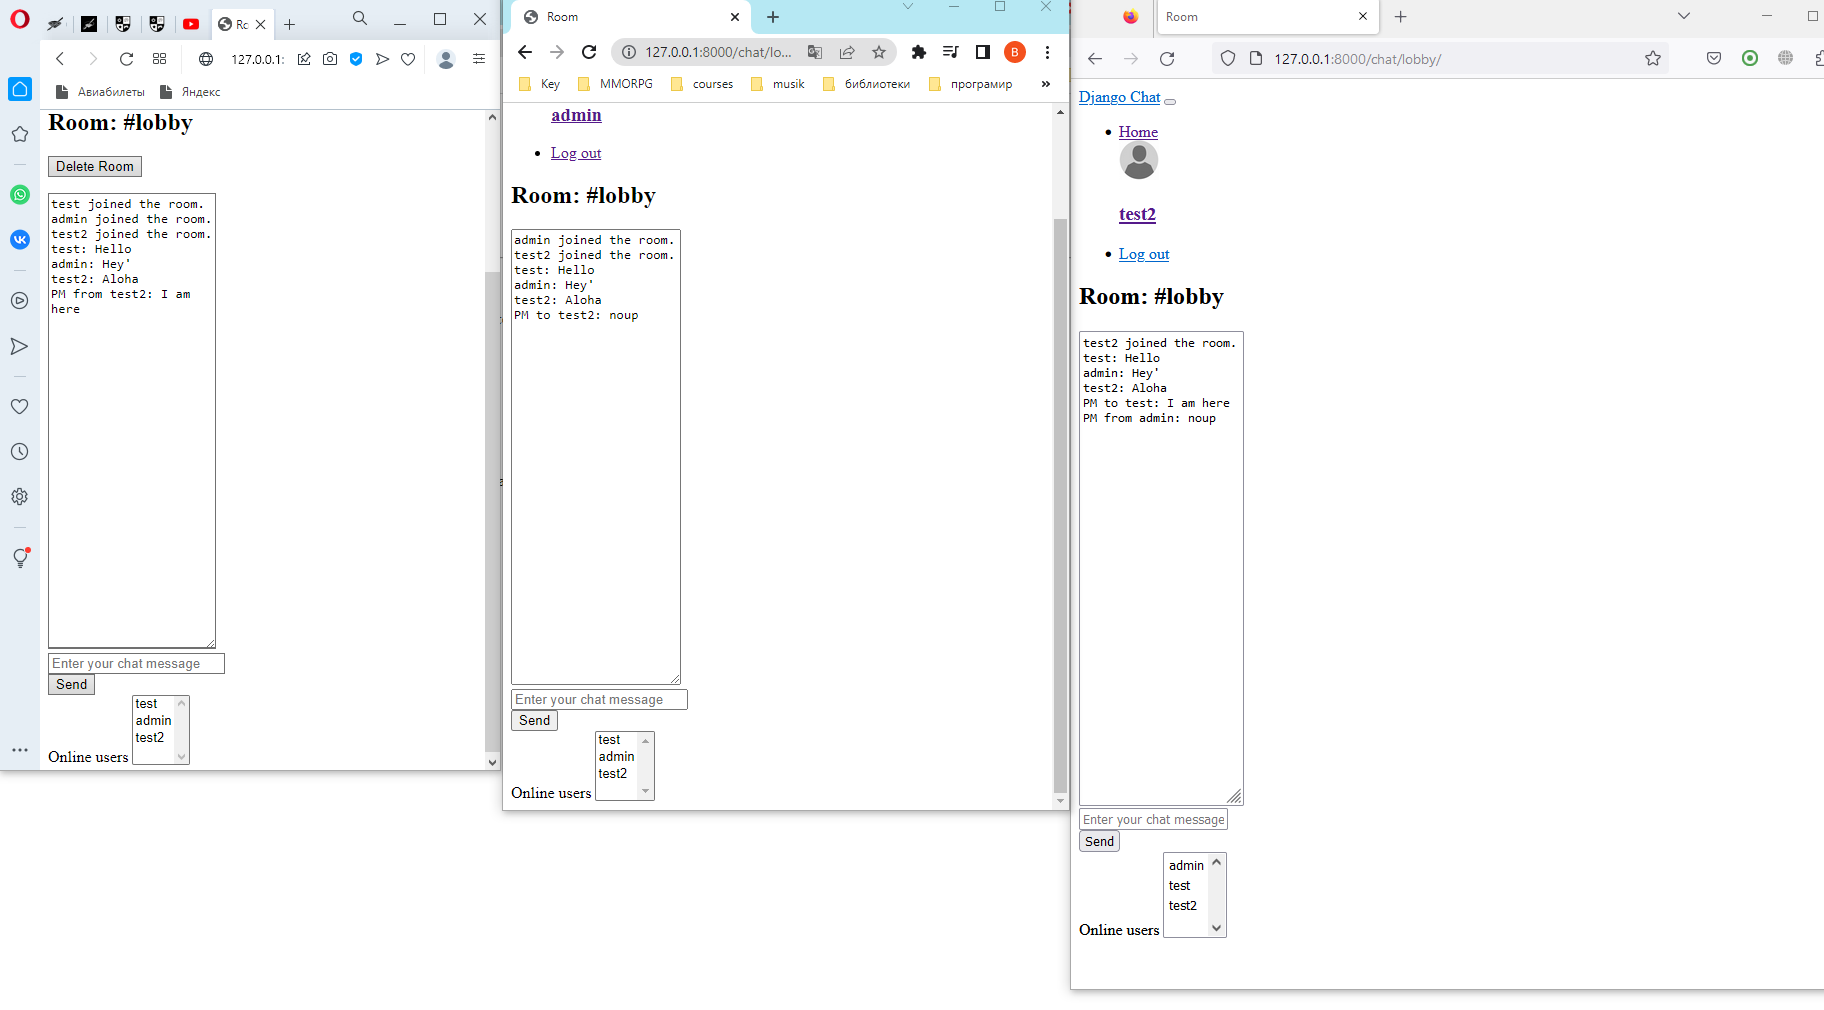 Rc
127.0.0.1:
Авиабилеты
Яндекс
Room: #lobby
Delete Room
test joined the room.
admin joined the room.
test2 joined the room.
test: Hello
admin: Hey'
test2: Aloha
PM from test2: I am
here
Enter your chat message
Send
test
admin
test2
Online users
Room
127.0.0.1:8000/chat/lo...
B
Key
MMORPG
courses
musik
библиотеки
програмир
»
admin
Log out
Room: #lobby
admin joined the room.
test2 joined the room.
test: Hello
admin: Hey'
test2: Aloha
PM to test2: noup
Enter your chat message
Send
test
admin
test2
Online users
Room
127.0.0.1:8000/chat/lobby/
Django Chat
Home
test2
Log out
Room: #lobby
test2 joined the room.
test: Hello
admin: Hey'
test2: Aloha
PM to test: I am here
PM from admin: noup
Enter your chat message
Send
admin
test
test2
Online users